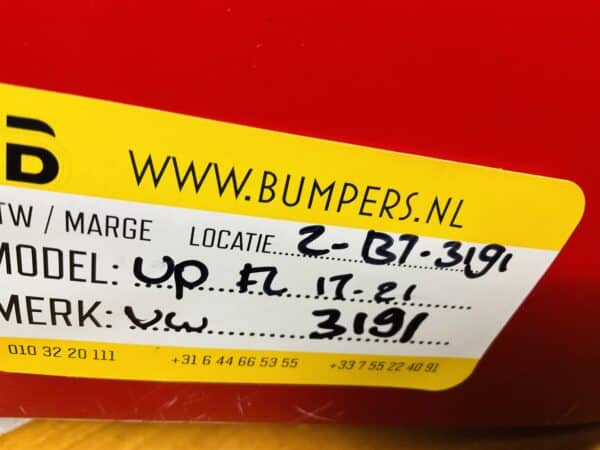 B
WWW.BUMPERS.NL
TW / MARGE LOCATIE 2-B7-3191
MODEL: UP FL 17-21
MERK: VW 3191
010 32 20 111 +31 6 44 66 53 55 +33 7 55 22 40 91